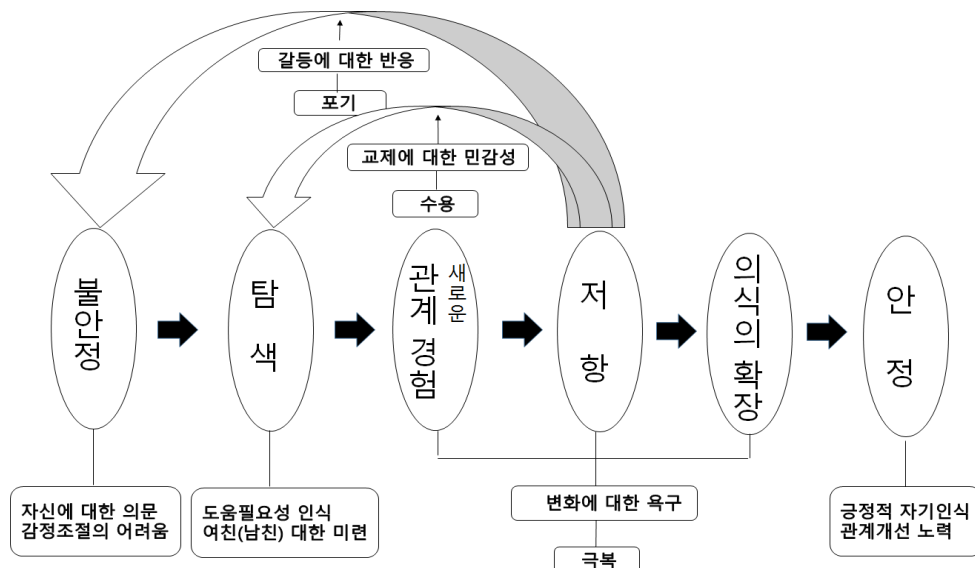 갈등에 대한 반응
포기
교제에 대한 민감성
수용
불안정
탐색
새로운
관계 경험
저항
의식의 확장
안정
자신에 대한 의문
감정조절의 어려움
도움필요성 인식
여친(남친) 대한 미련
변화에 대한 욕구
극복
긍정적 자기인식
관계개선 노력